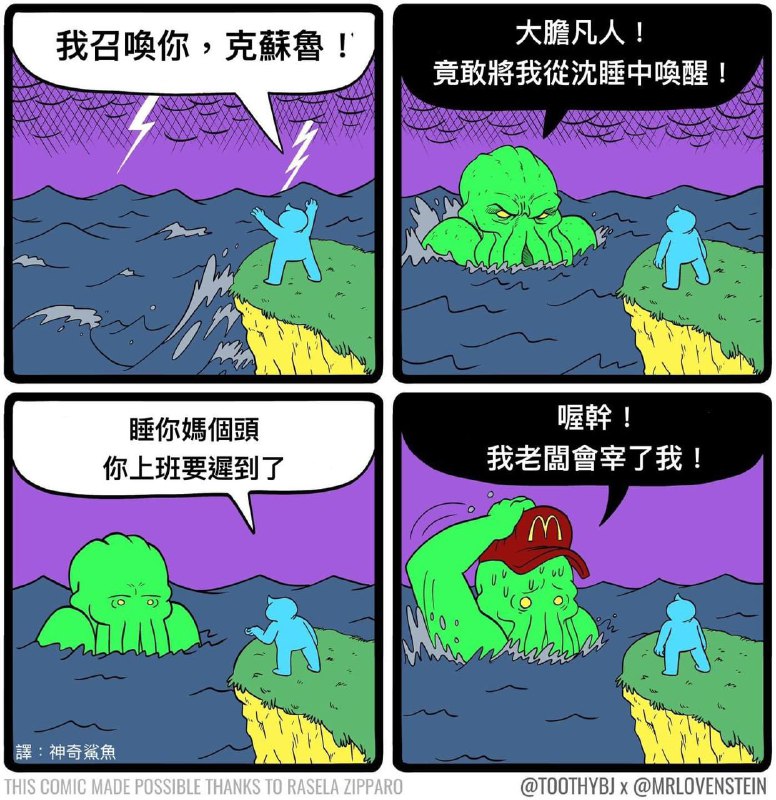 我召喚你，克蘇魯！
大膽凡人！
竟敢將我從沈睡中喚醒！
睡你媽個頭
你上班要遲到了
喔幹！
我老闆會宰了我！
M
譯：神奇鯊魚
THIS COMIC MADE POSSIBLE THANKS TO RASELA ZIPPARO
@TOOTHYBJ x @MRLOVENSTEIN